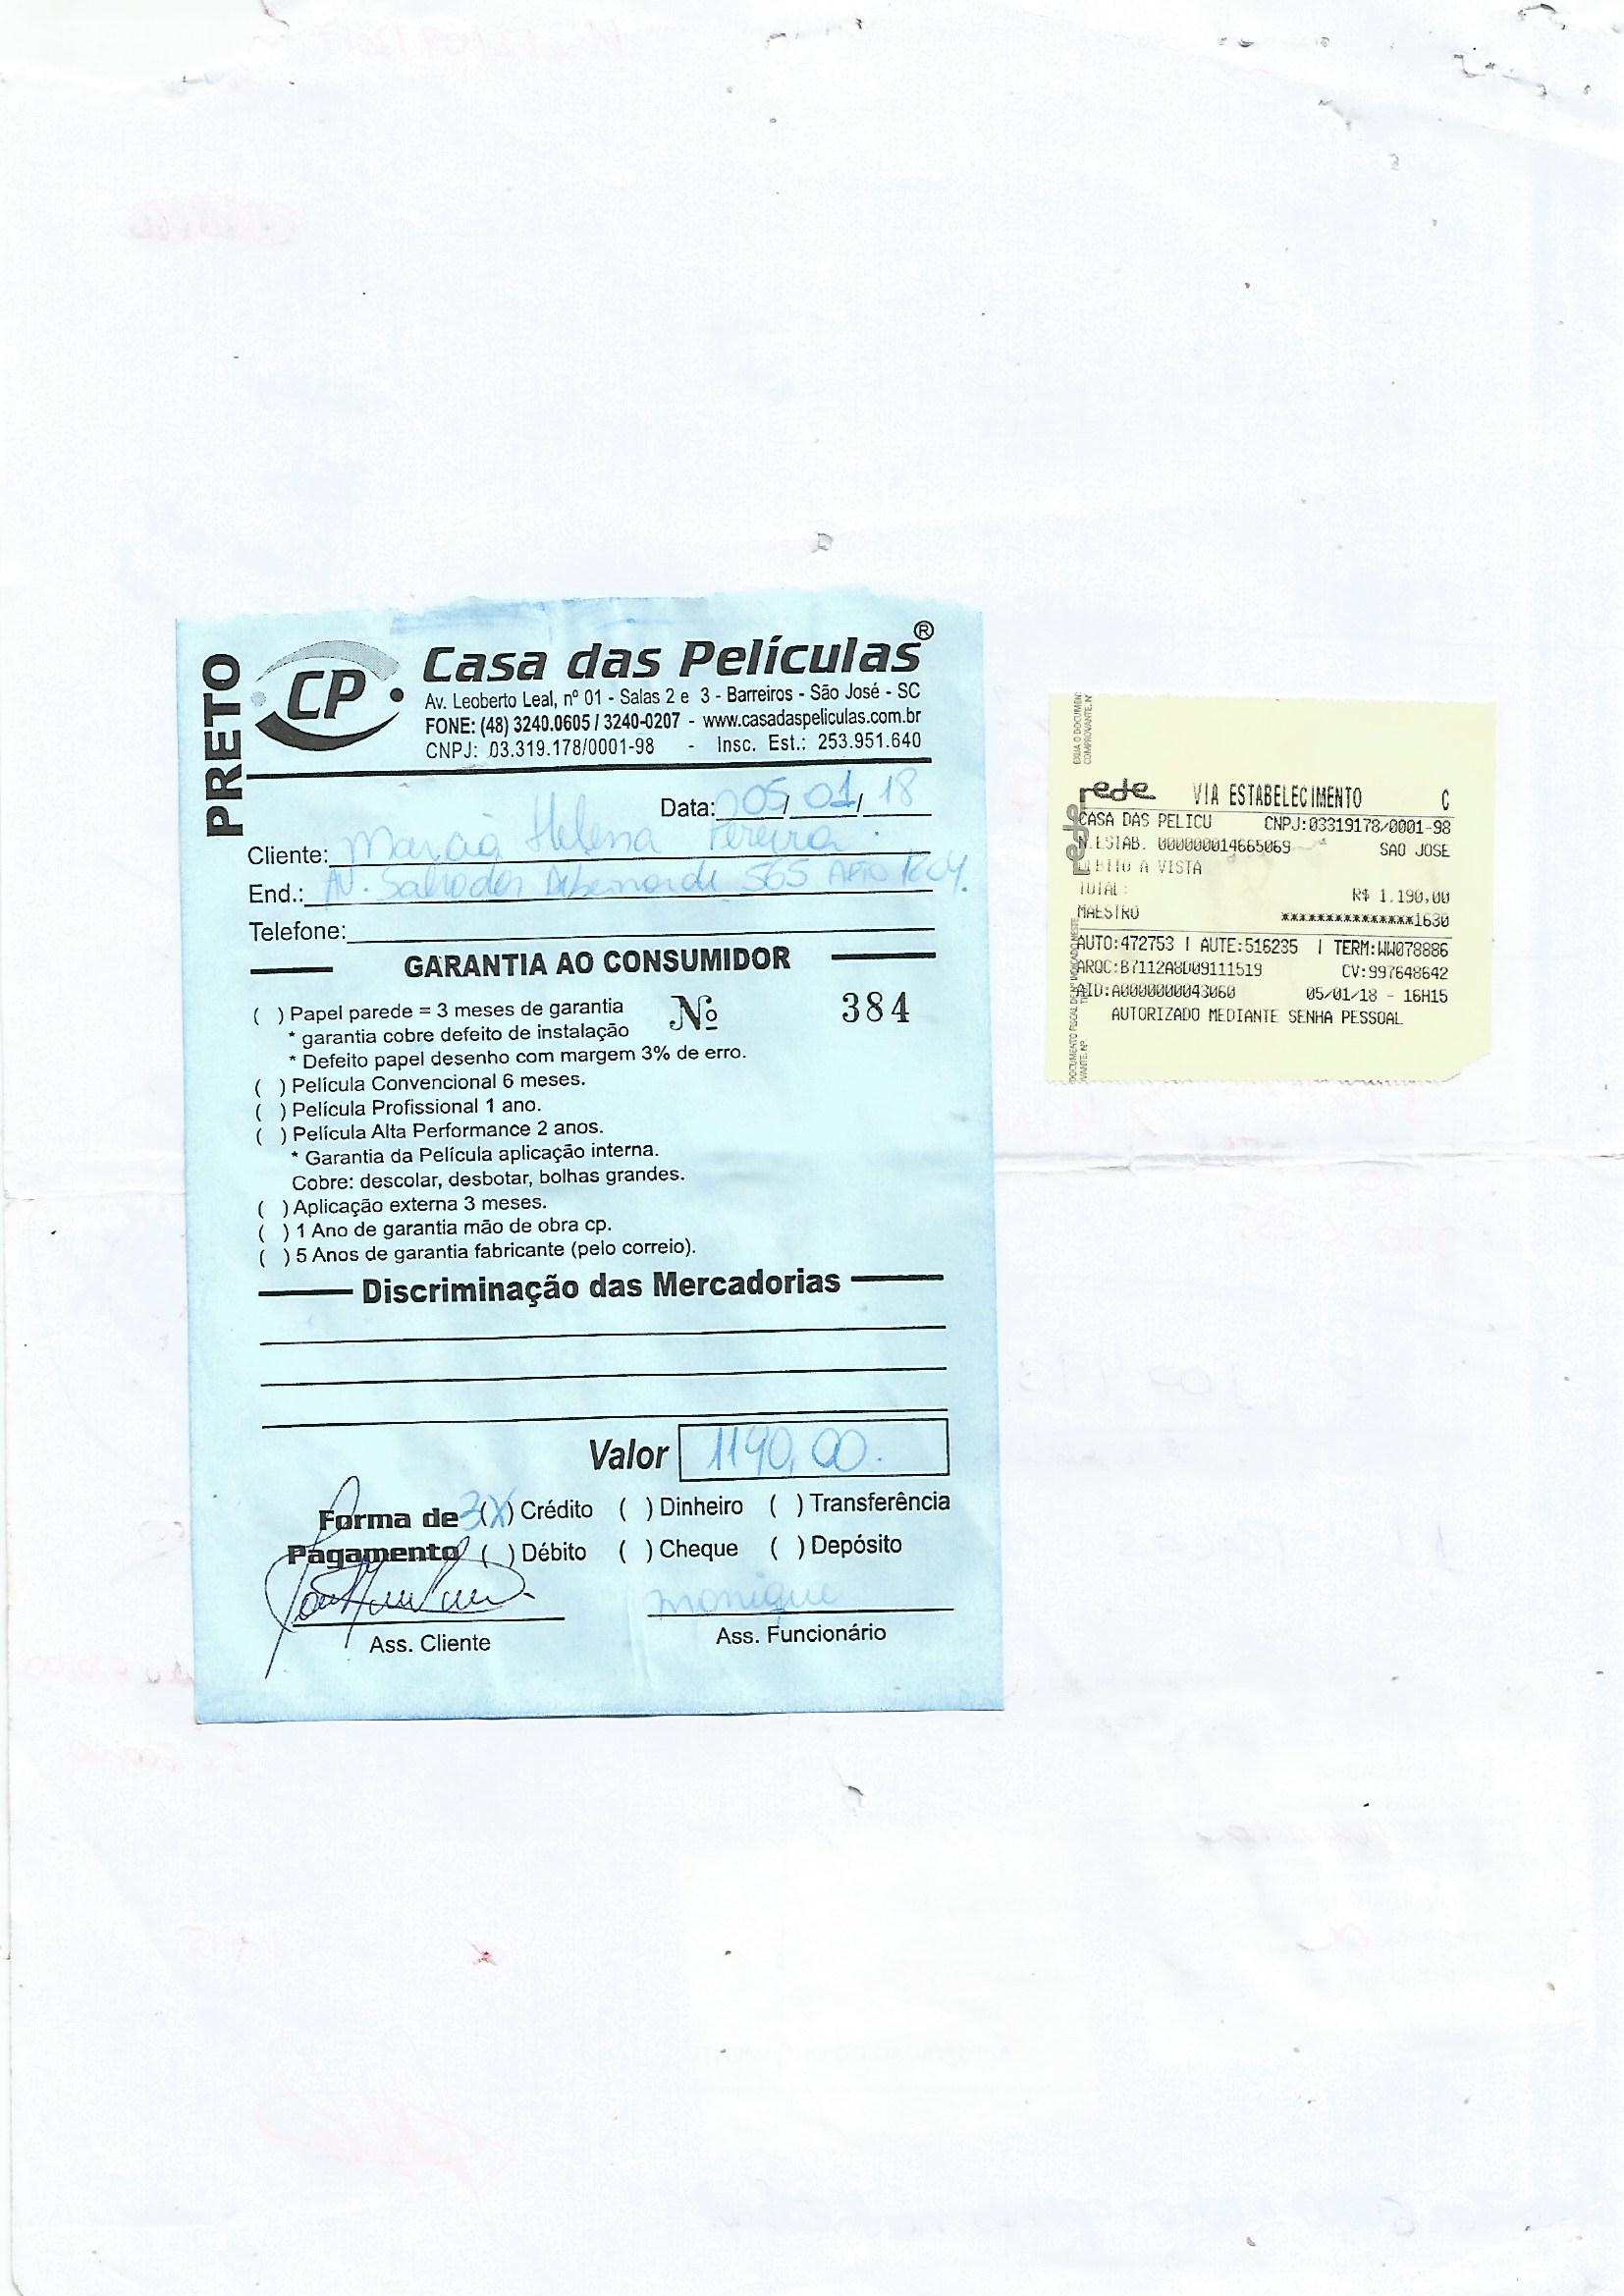 PRETO
CP
Casa das Películas®
Av. Leoberto Leal, nº 01 - Salas 2 e 3 - Barreiros - São José - SC
FONE: (48) 3240.0605 / 3240-0207 - www.casadaspeliculas.com.br
CNPJ: 03.319.178/0001-98 - Insc. Est.: 253.951.640
Data: 05/01/18
Cliente: Marcia Helena Pereira.
End.: AV. Salvador 565
Telefone:
GARANTIA AO CONSUMIDOR
Nº 384
( ) Papel parede = 3 meses de garantia
* garantia cobre defeito de instalação
* Defeito papel desenho com margem 3% de erro.
( ) Película Convencional 6 meses.
( ) Película Profissional 1 ano.
( ) Película Alta Performance 2 anos.
* Garantia da Película aplicação interna.
Cobre: descolar, desbotar, bolhas grandes.
( ) Aplicação externa 3 meses.
( ) 1 Ano de garantia mão de obra cp.
( ) 5 Anos de garantia fabricante (pelo correio).
Discriminação das Mercadorias
Valor 1190,00.
Forma de 3(X) Crédito ( ) Dinheiro ( ) Transferência
Pagamento ( ) Débito ( ) Cheque ( ) Depósito
monique
Ass. Cliente Ass. Funcionário
rede VIA ESTABELECIMENTO C
CASA DAS PELICU CNPJ:03319178/0001-98
N.ESTAB. 000000014665069 SAO JOSE
DEBITO A VISTA
TOTAL: R$ 1.190,00
MAESTRO ***************1630
AUTO:472753 | AUTE:516235 | TERM:WW078886
ARQC:B7112A8D09111519 CV:997648642
AID:A0000000043060 05/01/18 - 16H15
AUTORIZADO MEDIANTE SENHA PESSOAL